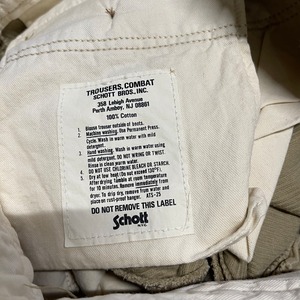 TROUSERS, COMBAT
SCHOTT BROS., INC.
358 Lehigh Avenue
Perth Amboy, NJ 08861
100% Cotton
1. Blouse trouser outside of boots.
2. Machine washing. Use Permanent Press.
Cycle. Wash in warm water with mild
detergent.
3. Hand washing. Wash in warm water using
mild detergent. DO NOT WRING OR TWIST
Rinse in clean warm water.
4. DO NOT USE CHLORINE BLEACH OR STARCH.
5. Dry at low heat (Do not exceed 130°F).
After drying tumble at room temperature
for 10 minutes. Remove immediately from
dryer. To drip dry, remove from water and
place on rust-proof hanger. ATS-25
DO NOT REMOVE THIS LABEL
Schott
N.Y.C.